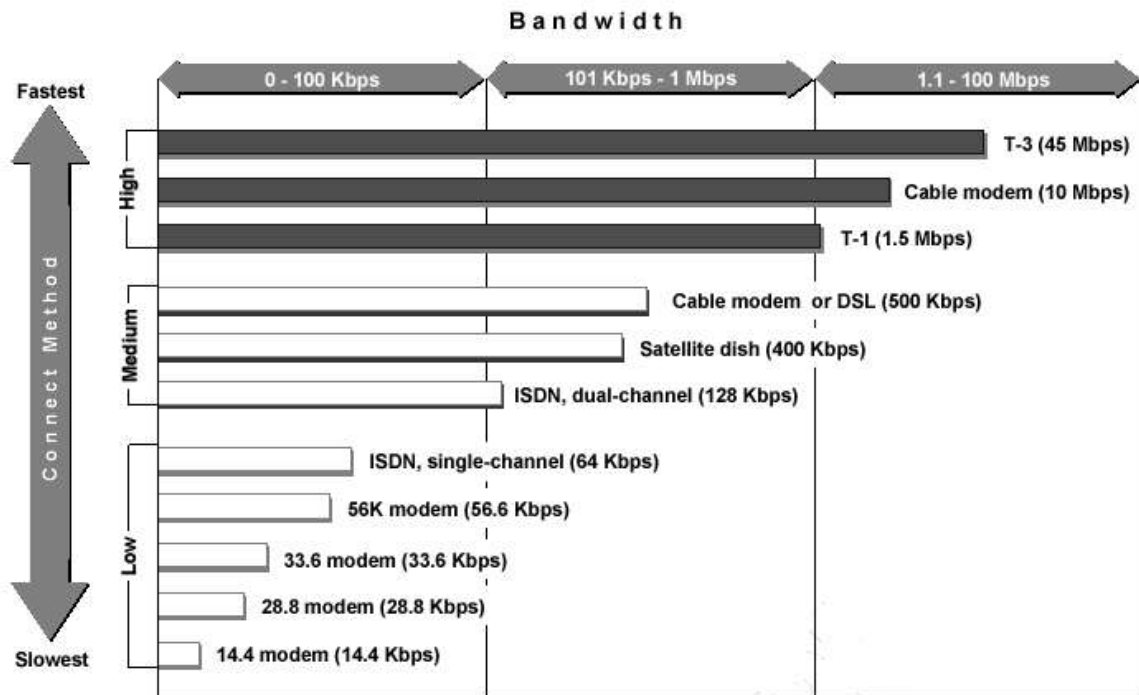 Bandwidth
0 - 100 Kbps
101 Kbps - 1 Mbps
1.1 - 100 Mbps
Fastest
Connect Method
Slowest
High
T-3 (45 Mbps)
Cable modem (10 Mbps)
T-1 (1.5 Mbps)
Medium
Cable modem or DSL (500 Kbps)
Satellite dish (400 Kbps)
ISDN, dual-channel (128 Kbps)
Low
ISDN, single-channel (64 Kbps)
56K modem (56.6 Kbps)
33.6 modem (33.6 Kbps)
28.8 modem (28.8 Kbps)
14.4 modem (14.4 Kbps)